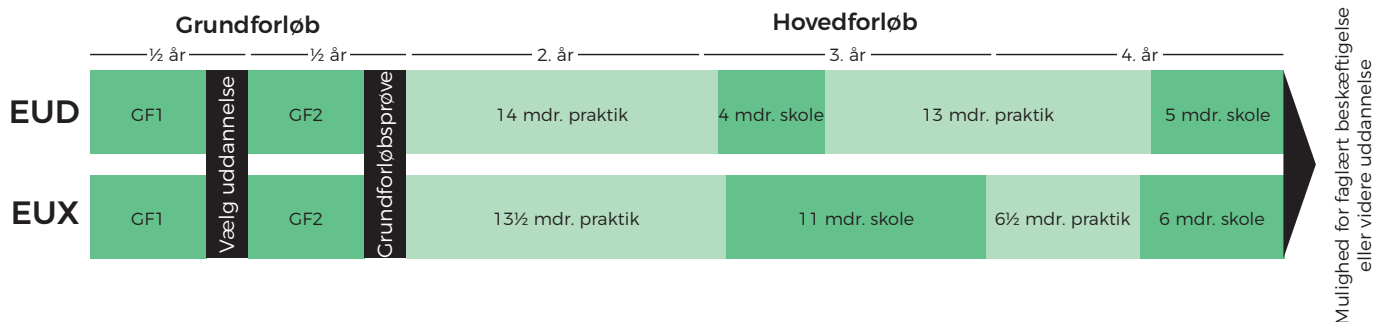 Grundforløb
Hovedforløb
½ år
½ år
2. år
3. år
4. år
EUD
GF1
Vælg uddannelse
GF2
Grundforløbsprøve
14 mdr. praktik
4 mdr. skole
13 mdr. praktik
5 mdr. skole
EUX
GF1
GF2
13½ mdr. praktik
11 mdr. skole
6½ mdr. praktik
6 mdr. skole
Mulighed for faglært beskæftigelse
eller videre uddannelse